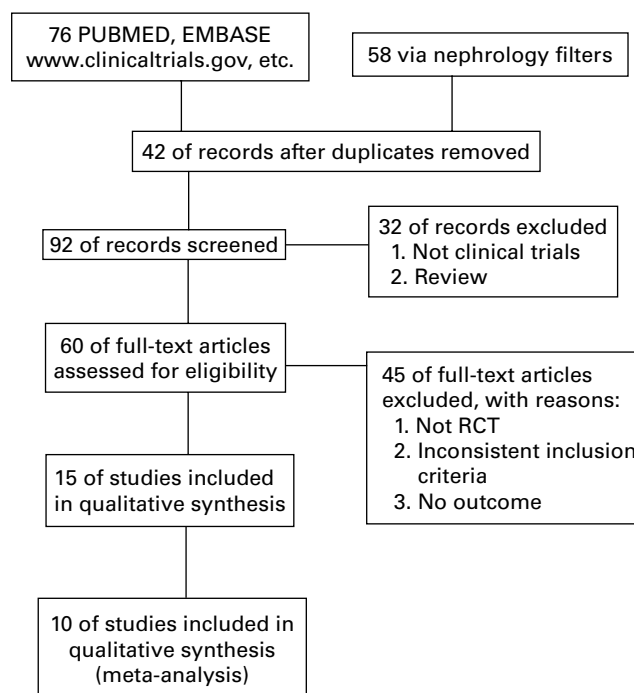 76 PUBMED, EMBASE
www.clinicaltrials.gov, etc.
58 via nephrology filters
42 of records after duplicates removed
92 of records screened
32 of records excluded
1. Not clinical trials
2. Review
60 of full-text articles
assessed for eligibility
45 of full-text articles
excluded, with reasons:
1. Not RCT
2. Inconsistent inclusion
criteria
3. No outcome
15 of studies included
in qualitative synthesis
10 of studies included in
qualitative synthesis
(meta-analysis)